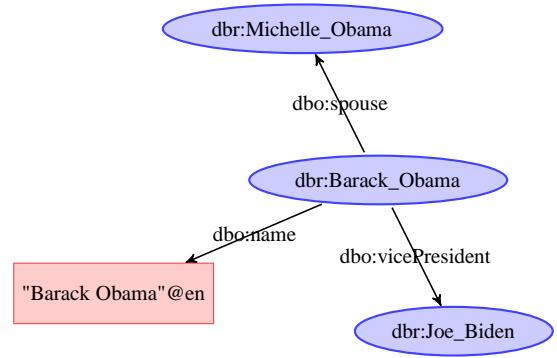 dbr:Michelle_Obama
dbo:spouse
dbr:Barack_Obama
dbo:name
dbo:vicePresident
"Barack Obama"@en
dbr:Joe_Biden